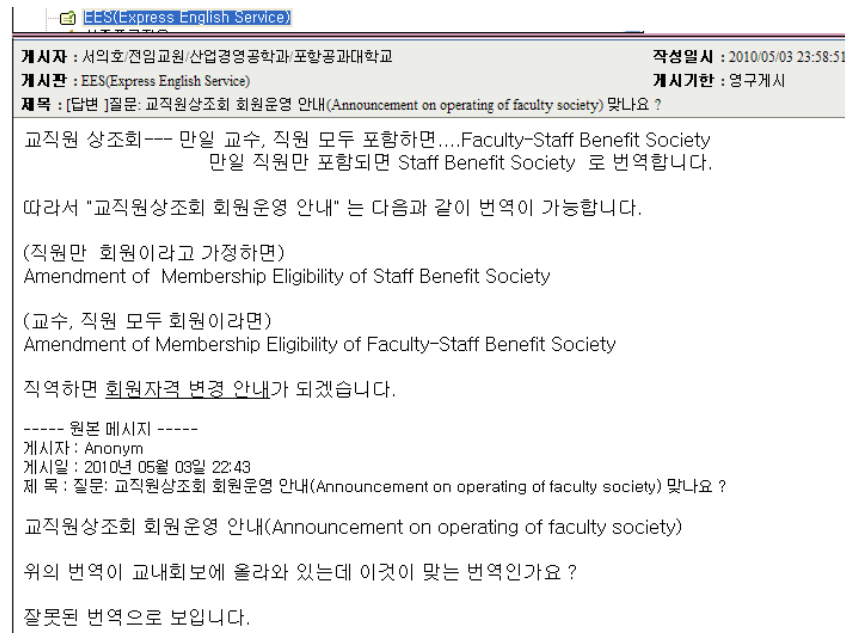 EES(Express English Service)
게시자 : 서의호/전임교원/산업경영공학과/포항공과대학교 작성일시 : 2010/05/03 23:58:51
게시판 : EES(Express English Service) 게시기한 : 영구게시
제목 : [답변 ]질문: 교직원상조회 회원운영 안내(Announcement on operating of faculty society) 맞나요 ?
교직원 상조회--- 만일 교수, 직원 모두 포함하면....Faculty-Staff Benefit Society
만일 직원만 포함되면 Staff Benefit Society 로 번역합니다.
따라서 "교직원상조회 회원운영 안내" 는 다음과 같이 번역이 가능합니다.
(직원만 회원이라고 가정하면)
Amendment of Membership Eligibility of Staff Benefit Society
(교수, 직원 모두 회원이라면)
Amendment of Membership Eligibility of Faculty-Staff Benefit Society
직역하면 회원자격 변경 안내가 되겠습니다.
----- 원본 메시지 -----
게시자 : Anonym
게시일 : 2010년 05월 03일 22:43
제 목 : 질문: 교직원상조회 회원운영 안내(Announcement on operating of faculty society) 맞나요 ?
교직원상조회 회원운영 안내(Announcement on operating of faculty society)
위의 번역이 교내회보에 올라와 있는데 이것이 맞는 번역인가요 ?
잘못된 번역으로 보입니다.